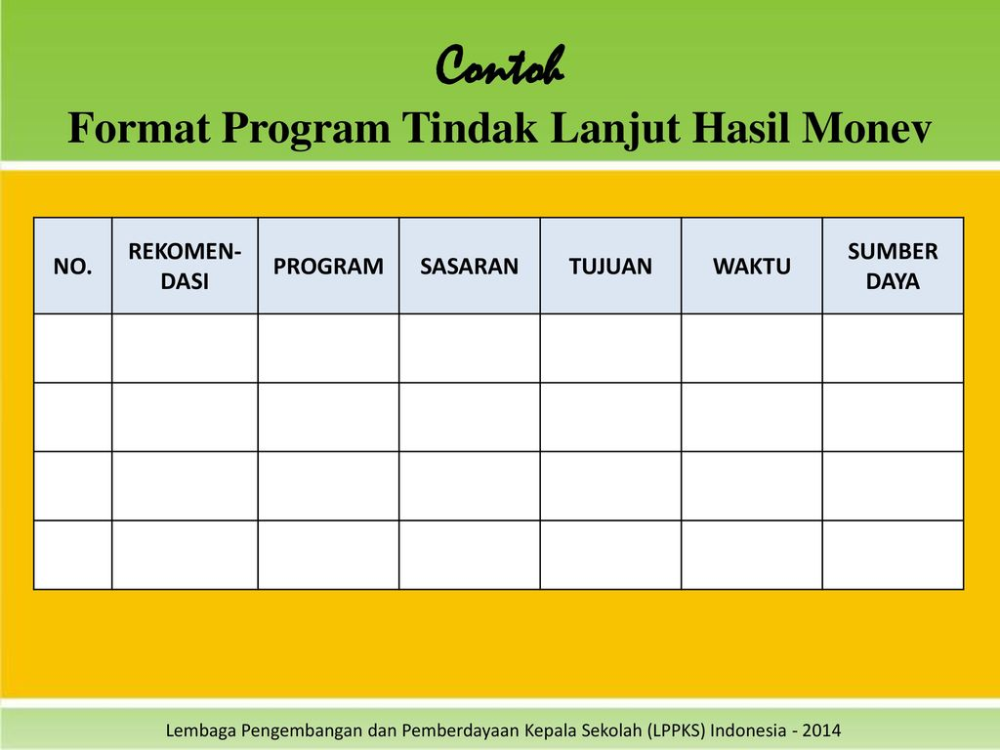 Contoh
Format Program Tindak Lanjut Hasil Monev
NO.
REKOMEN-
DASI
PROGRAM
SASARAN
TUJUAN
WAKTU
SUMBER
DAYA
Lembaga Pengembangan dan Pemberdayaan Kepala Sekolah (LPPKS) Indonesia - 2014